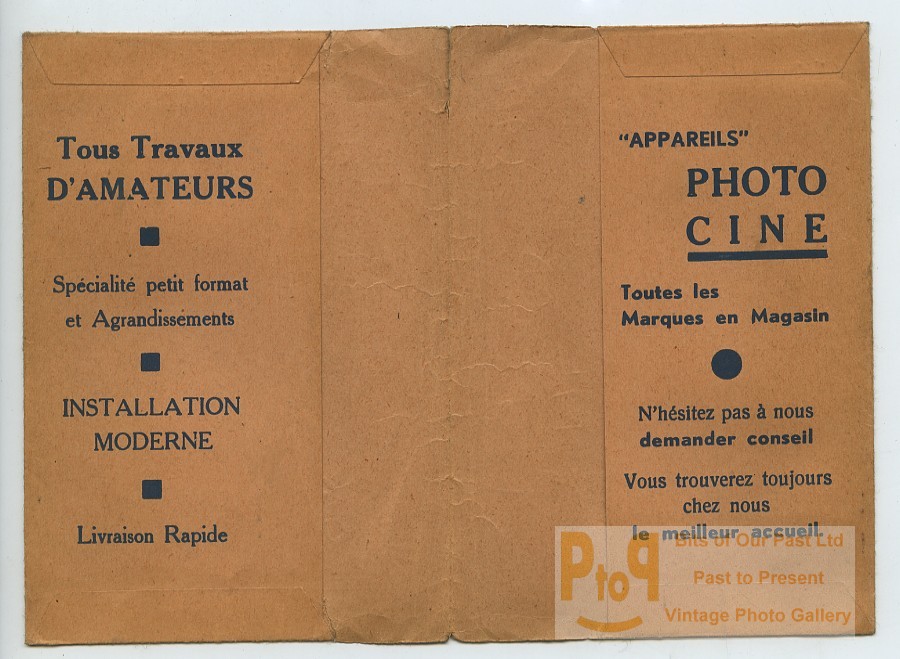 Tous Travaux
D'AMATEURS
Spécialité petit format
et Agrandissements
INSTALLATION
MODERNE
Livraison Rapide
"APPAREILS"
PHOTO
CINE
Toutes les
Marques en Magasin
N'hésitez pas à nous
demander conseil
Vous trouverez toujours
chez nous
le meilleur accueil.
PtoP
Bits of Our Past Ltd
Past to Present
Vintage Photo Gallery